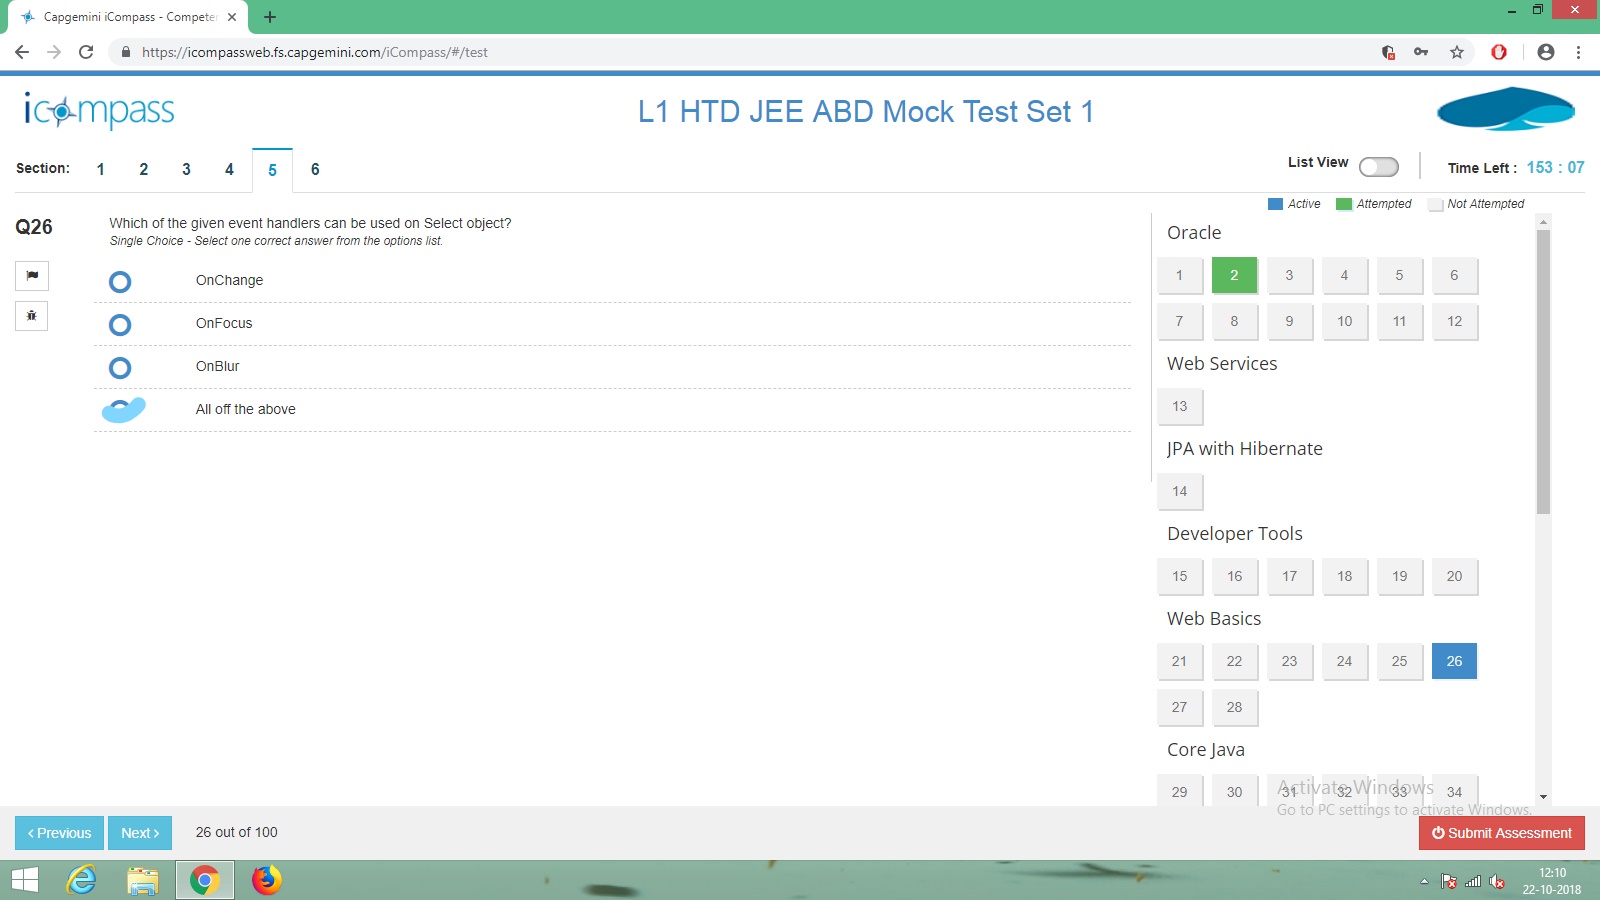 Capgemini iCompass - Competen
https://icompassweb.fs.capgemini.com/iCompass/#/test
icompass
L1 HTD JEE ABD Mock Test Set 1
Section: 1 2 3 4 5 6
List View
Time Left : 153 : 07
Active Attempted Not Attempted
Q26
Which of the given event handlers can be used on Select object?
Single Choice - Select one correct answer from the options list.
OnChange
OnFocus
OnBlur
All off the above
Oracle
1 2 3 4 5 6
7 8 9 10 11 12
Web Services
13
JPA with Hibernate
14
Developer Tools
15 16 17 18 19 20
Web Basics
21 22 23 24 25 26
27 28
Core Java
29 30 31 32 33 34
Activate Windows
Go to PC settings to activate Windows.
Previous Next 26 out of 100
Submit Assessment
12:10
22-10-2018